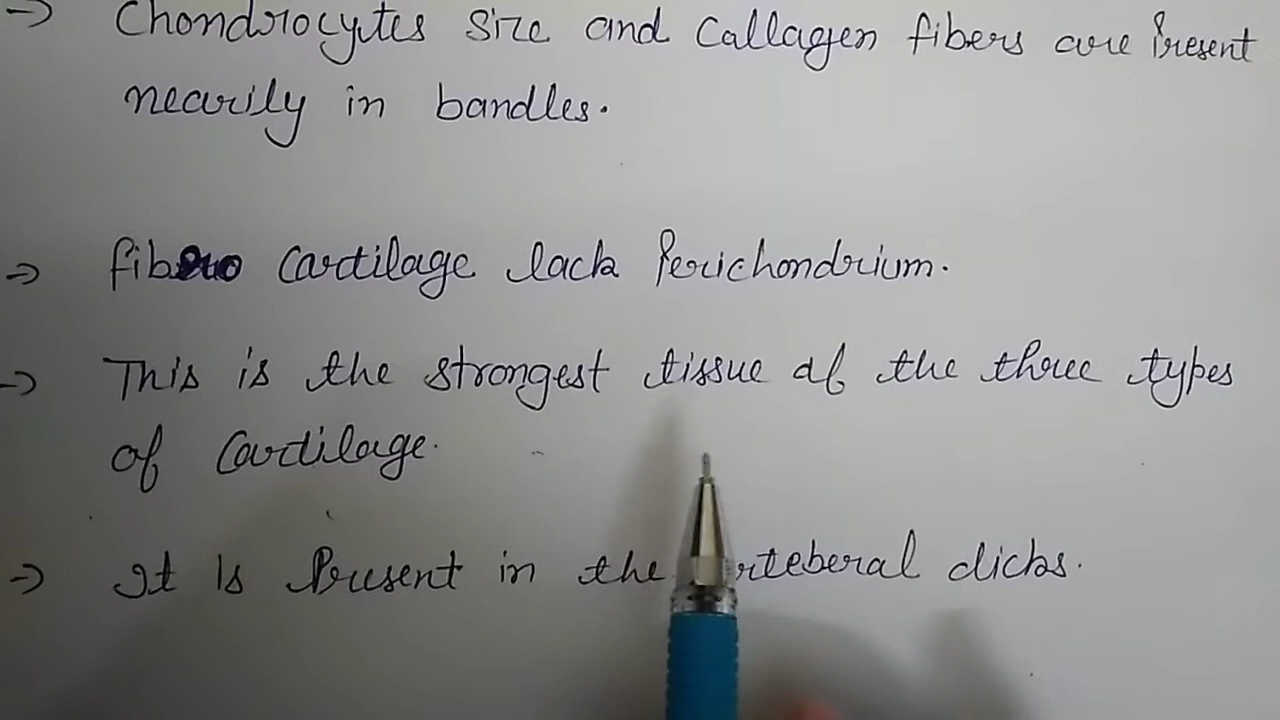 → Chondrocytes size and Callagen fibers are Present
nearily in bandles.
→ fibro Cartilage lack Perichondrium.
→ This is the strongest tissue of the three types
of Cartilage.
→ It Is Present in the dicks.